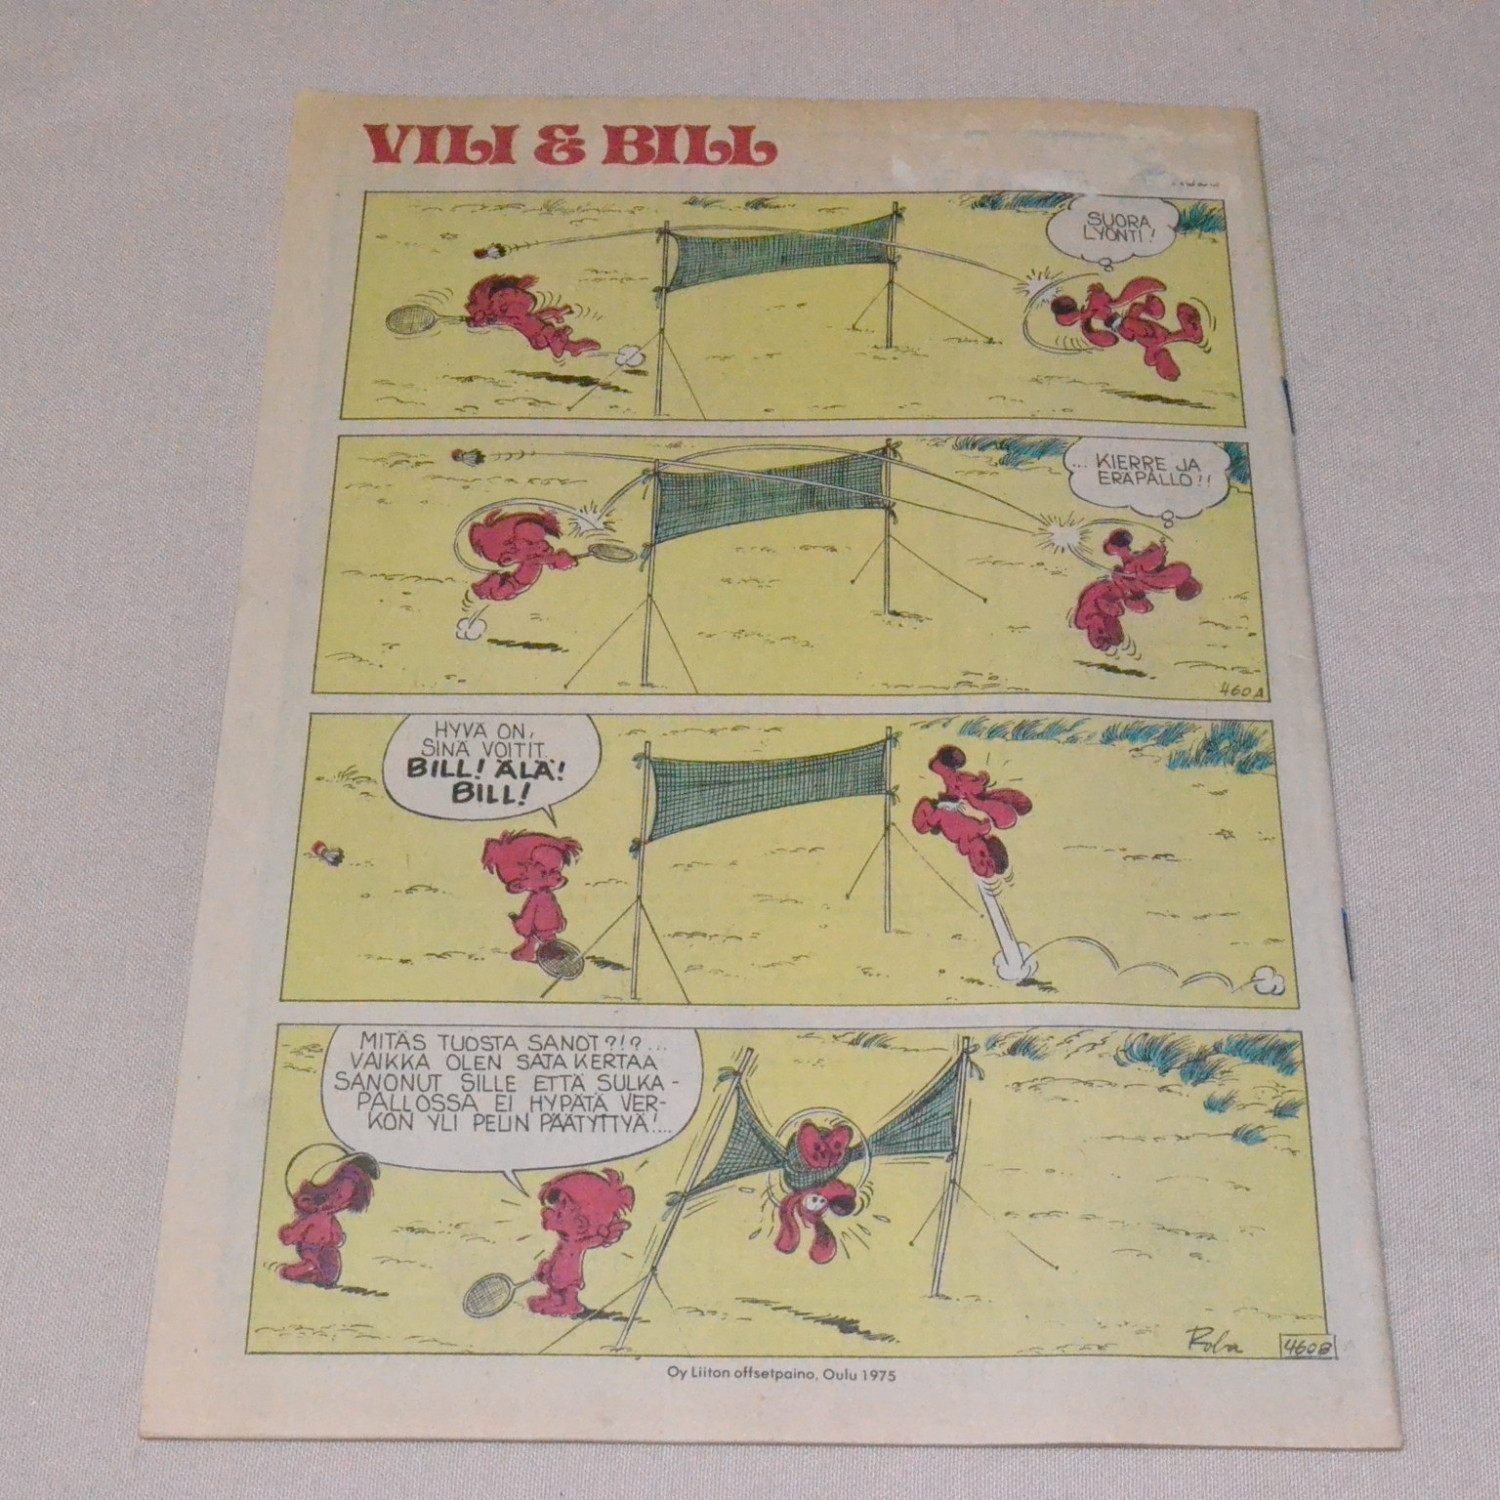 VILI & BILL
SUORA
LYÖNTI!
... KIERRE JA
ERÄPALLO!!
460A
HYVÄ ON,
SINÄ VOITIT
BILL! ÄLÄ!
BILL!
MITÄS TUOSTA SANOT?!?...
VAIKKA OLEN SATA KERTAA
SANONUT SILLE ETTÄ SULKA-
PALLOSSA EI HYPÄTÄ VER-
KON YLI PELIN PÄÄTYTTYÄ!...
Roba
460B
Oy Liiton offsetpaino, Oulu 1975